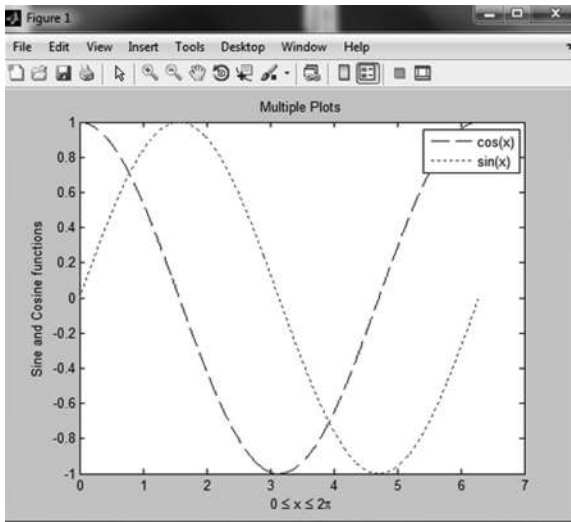 Figure 1
File Edit View Insert Tools Desktop Window Help
Multiple Plots
cos(x)
sin(x)
Sine and Cosine functions
1
0.8
0.6
0.4
0.2
0
-0.2
-0.4
-0.6
-0.8
-1
0 1 2 3 4 5 6 7
0 ≤ x ≤ 2π